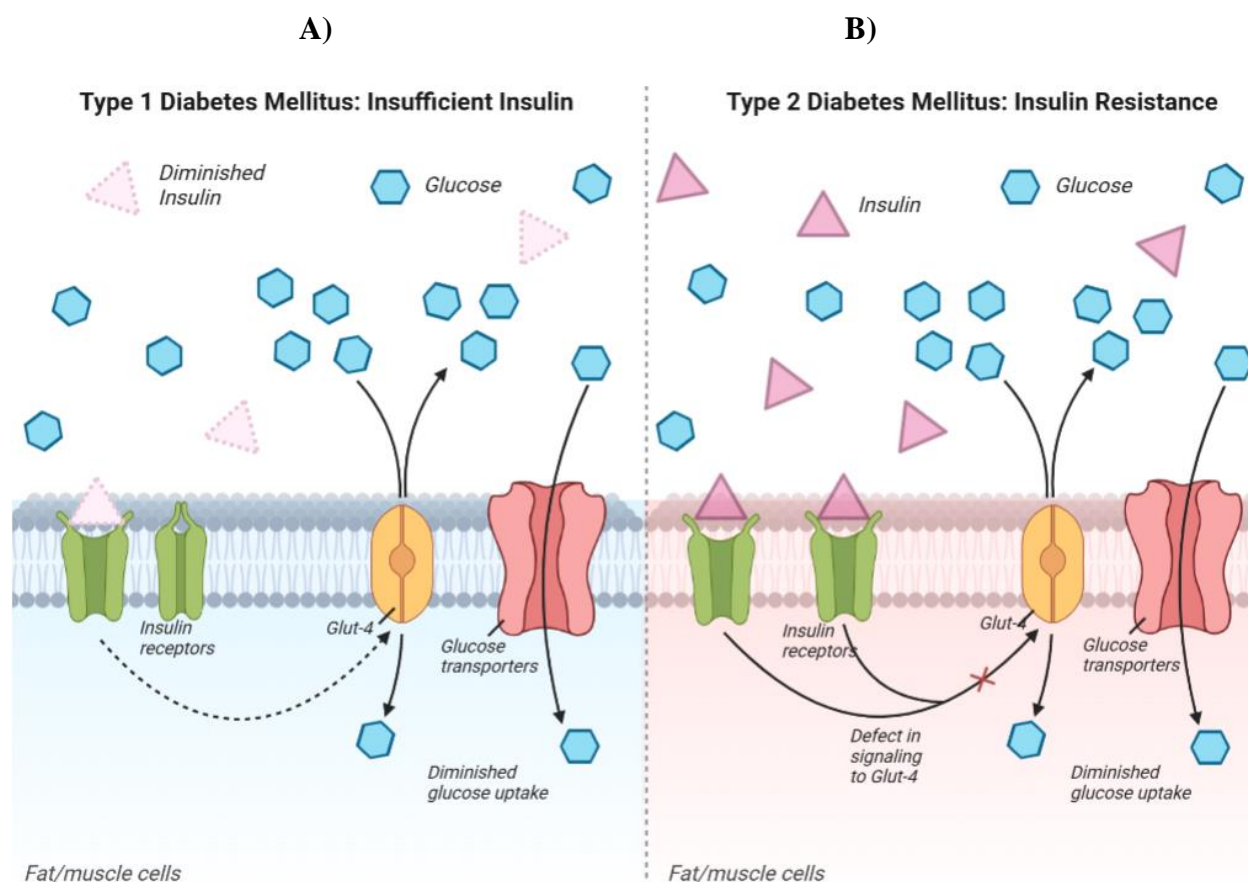 A)
Type 1 Diabetes Mellitus: Insufficient Insulin
Diminished
Insulin
Glucose
Insulin
receptors
Glut-4
Glucose
transporters
Diminished
glucose uptake
Fat/muscle cells
B)
Type 2 Diabetes Mellitus: Insulin Resistance
Insulin
Glucose
Insulin
receptors
Glut-4
Glucose
transporters
Defect in
signaling
to Glut-4
Diminished
glucose uptake
Fat/muscle cells